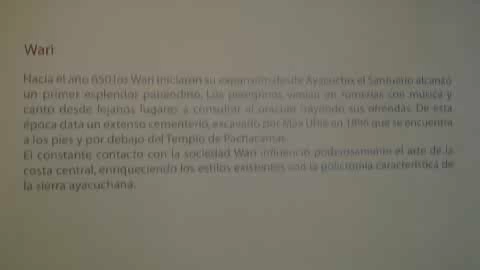 Wari
Hacia el año 650 los Wari iniciaron su expansión desde Ayacucho, el Santuario alcanzó
un primer esplendor panandino. Los peregrinos venían en romerías con música y
canto desde lejanos lugares a consultar al oráculo trayendo sus ofrendas. De esta
época data un extenso cementerio, excavado por Max Uhle en 1896 que se encuentra
a los pies y por debajo del Templo de Pachacamac.
El constante contacto con la sociedad Wari influenció poderosamente el arte de la
costa central, enriqueciendo los estilos existentes con la policromía característica de
la sierra ayacuchana.